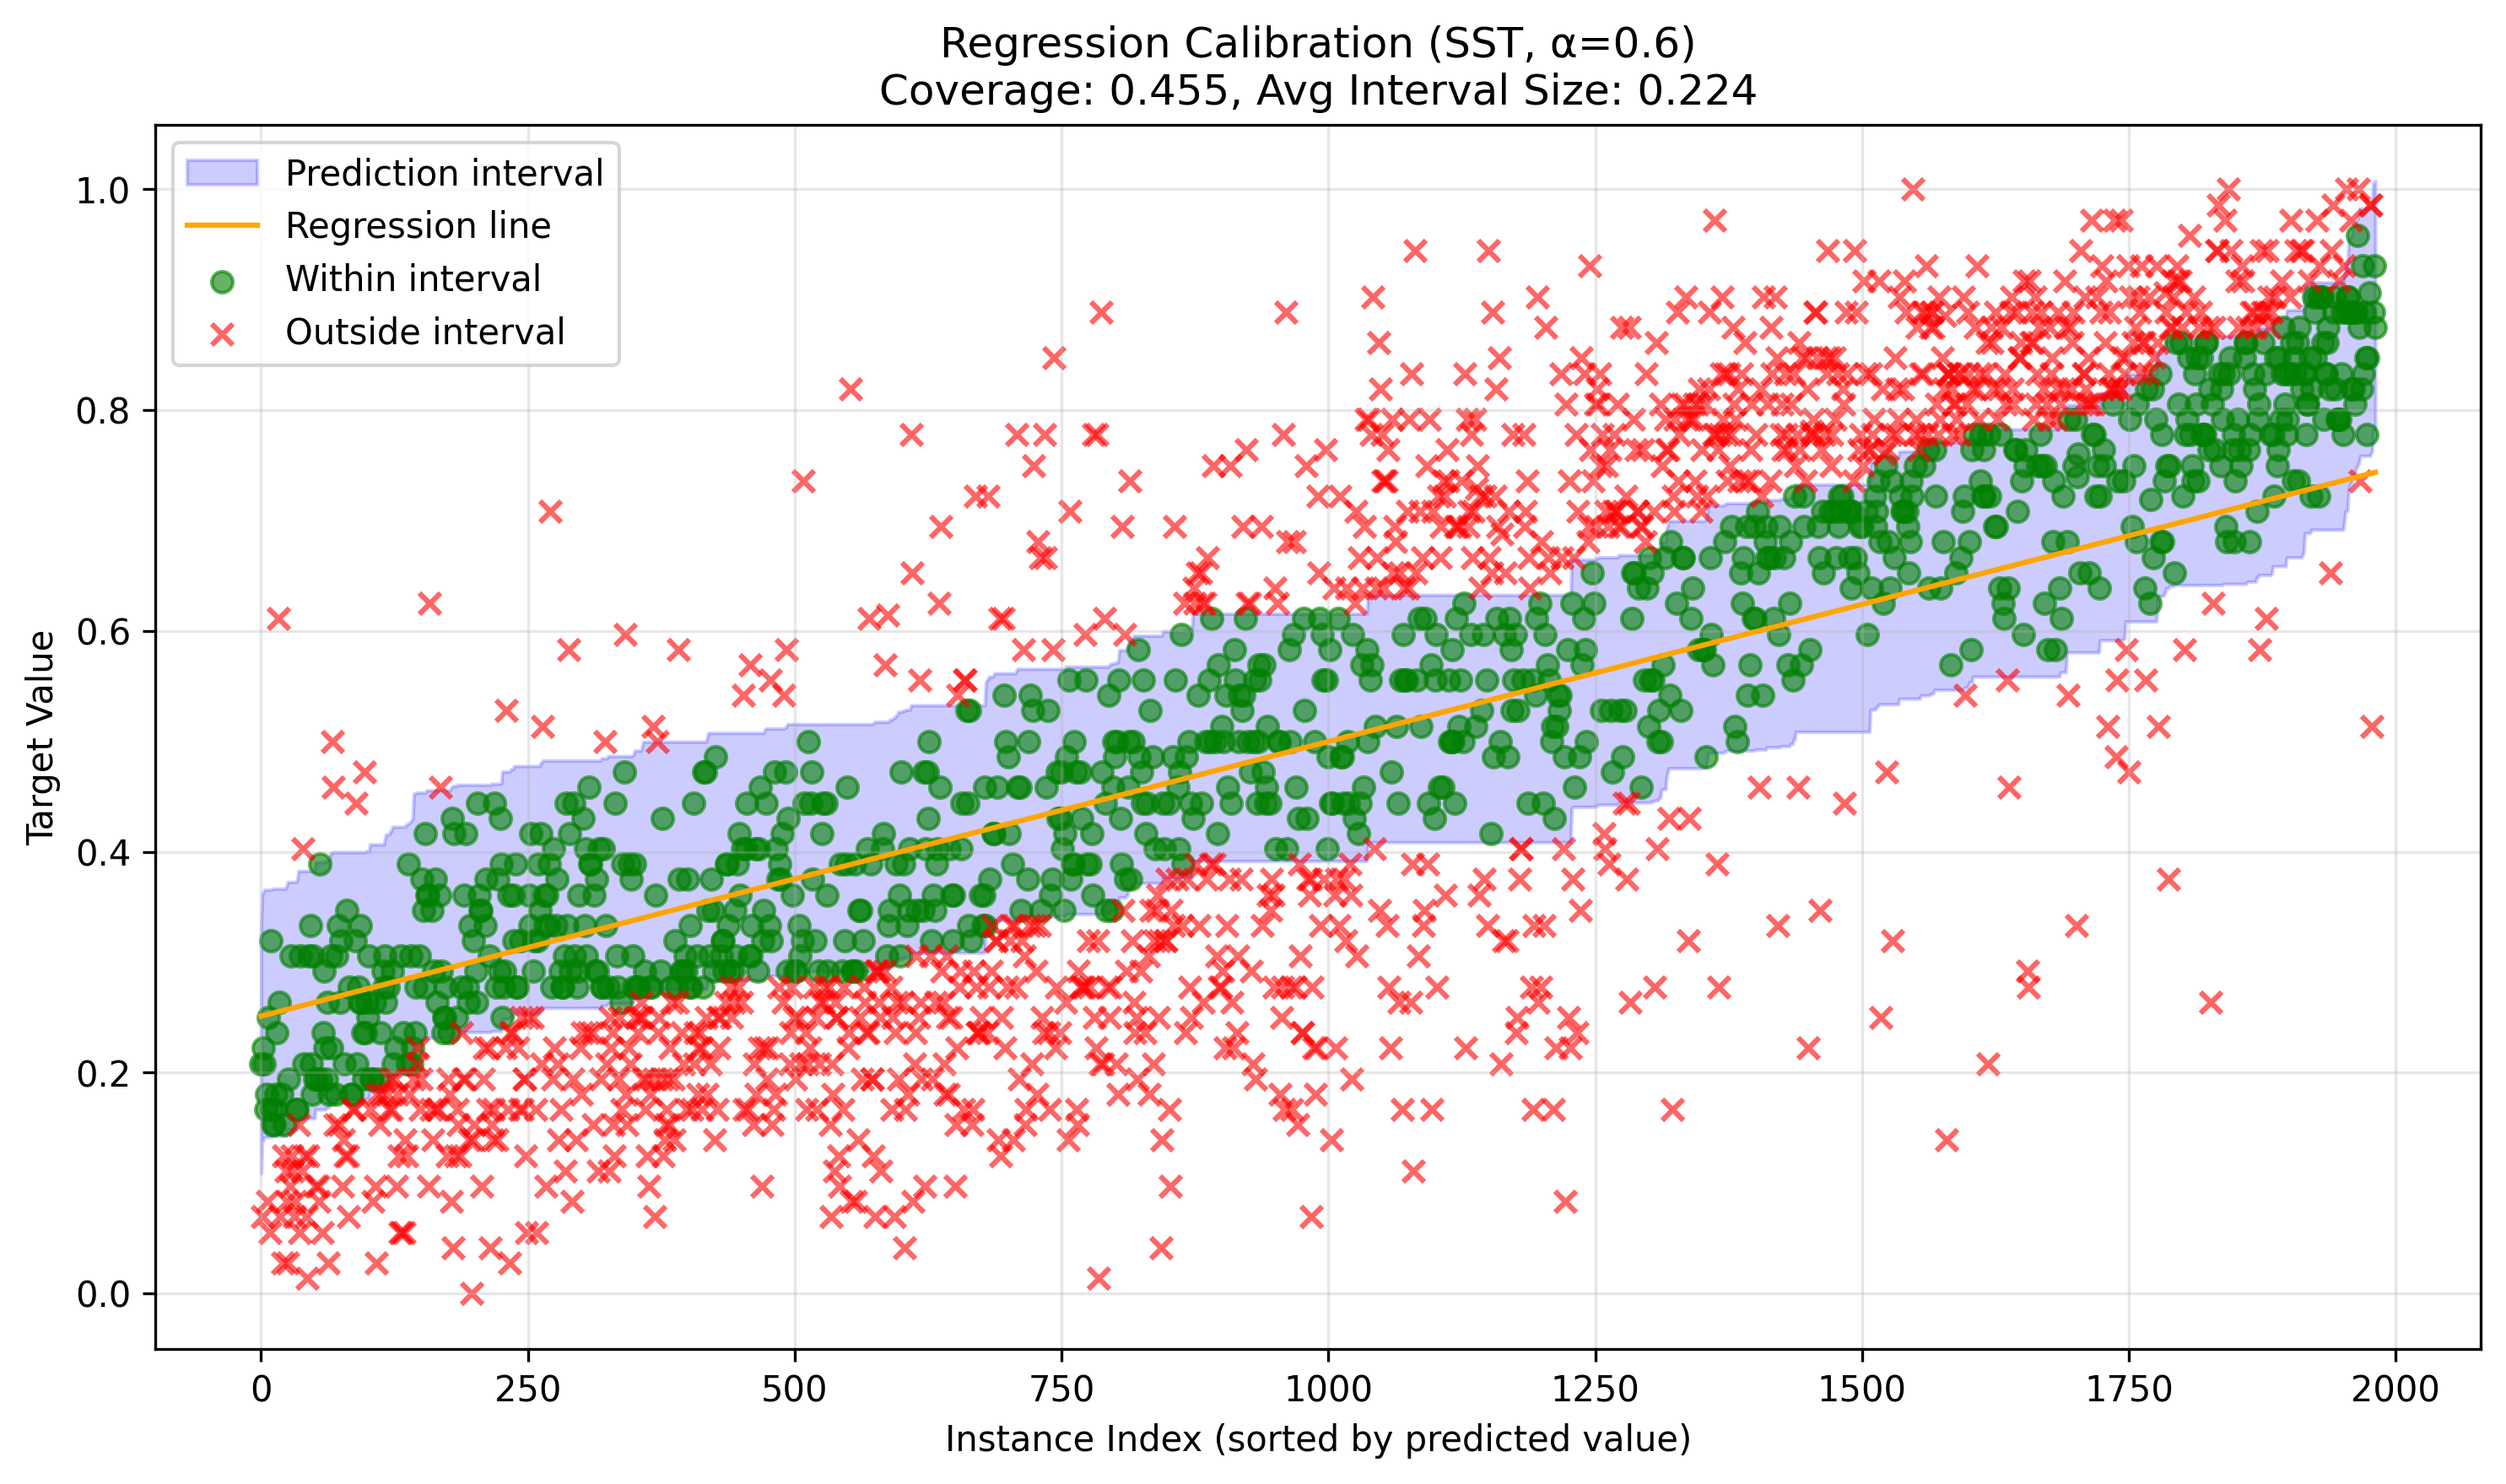 Regression Calibration (SST, α=0.6)
Coverage: 0.455, Avg Interval Size: 0.224
Prediction interval
Regression line
Within interval
Outside interval
Target Value
1.0
0.8
0.6
0.4
0.2
0.0
0 250 500 750 1000 1250 1500 1750 2000
Instance Index (sorted by predicted value)